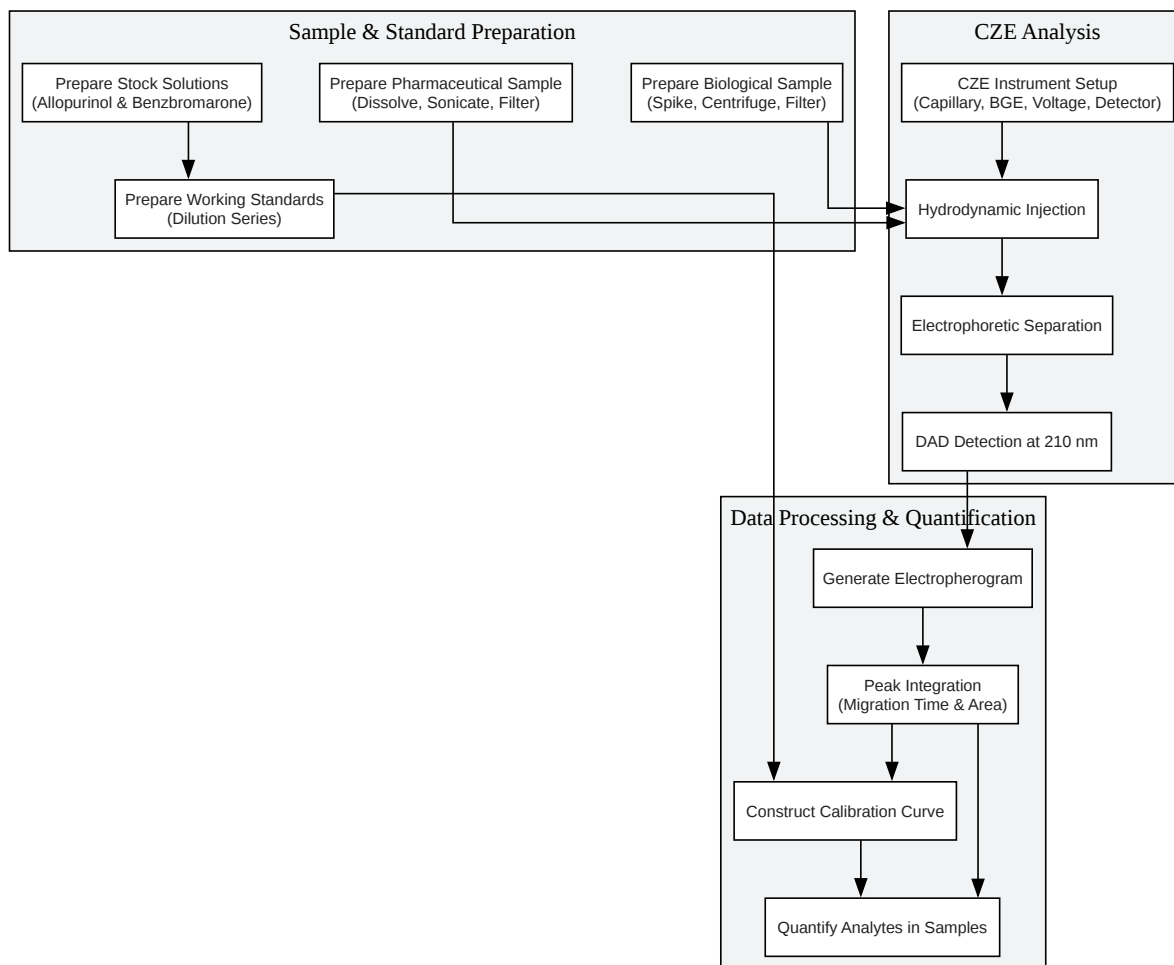 Sample & Standard Preparation
Prepare Stock Solutions
(Allopurinol & Benzbromarone)
Prepare Pharmaceutical Sample
(Dissolve, Sonicate, Filter)
Prepare Biological Sample
(Spike, Centrifuge, Filter)
Prepare Working Standards
(Dilution Series)
CZE Analysis
CZE Instrument Setup
(Capillary, BGE, Voltage, Detector)
Hydrodynamic Injection
Electrophoretic Separation
DAD Detection at 210 nm
Data Processing & Quantification
Generate Electropherogram
Peak Integration
(Migration Time & Area)
Construct Calibration Curve
Quantify Analytes in Samples